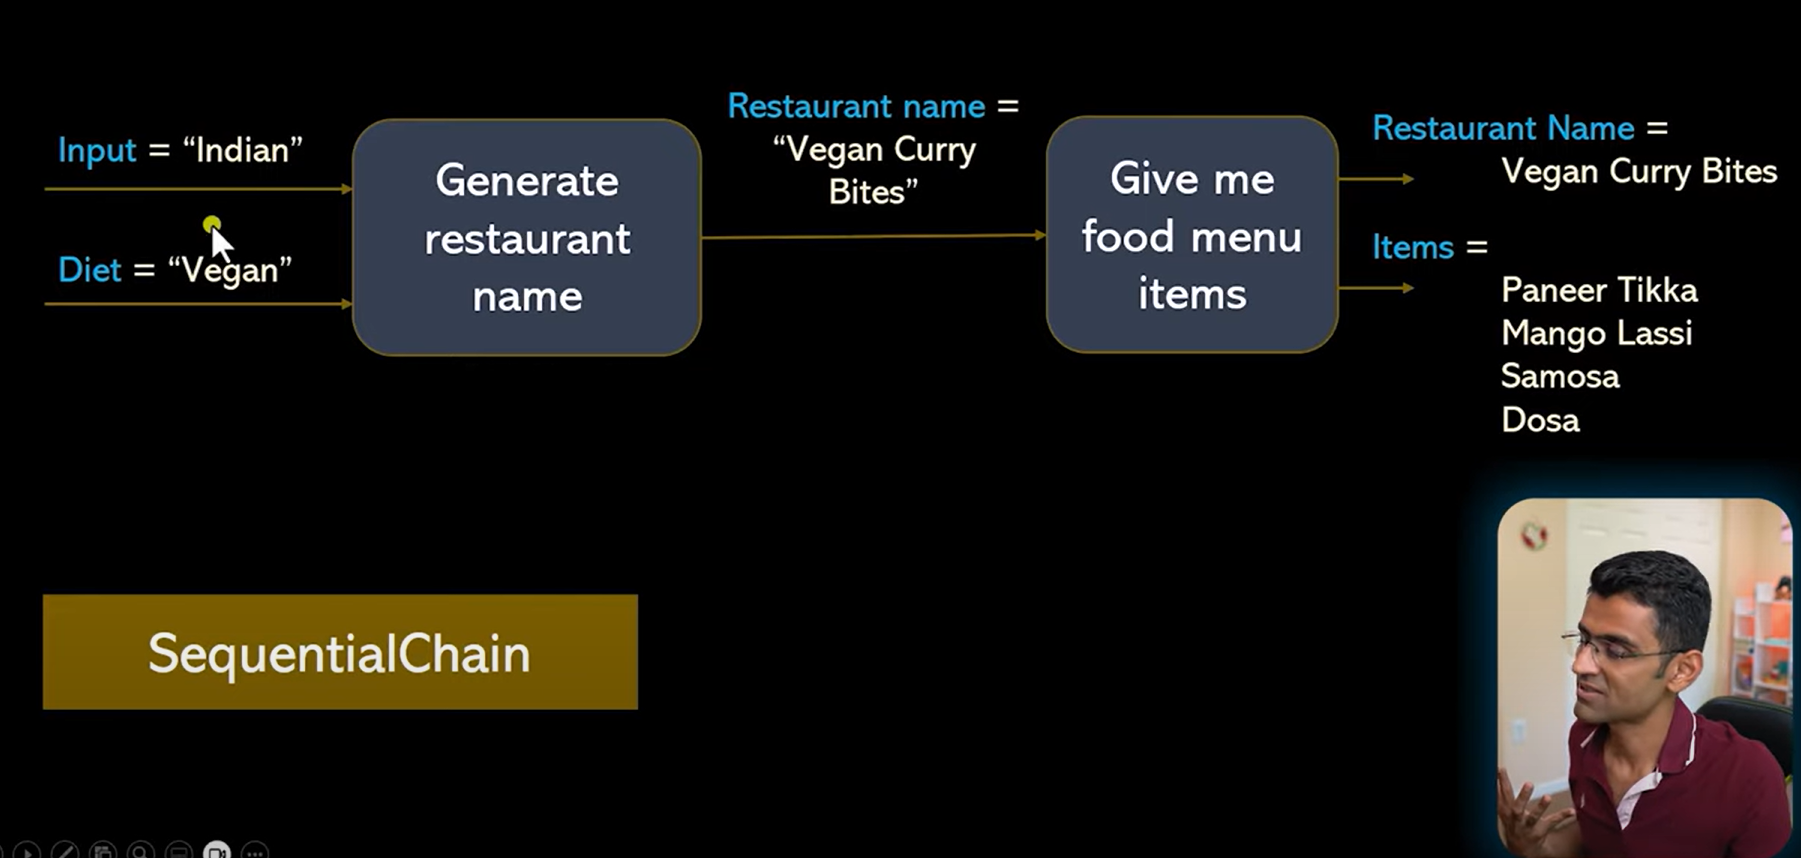 Input = “Indian”
Diet = “Vegan”
Generate
restaurant
name
Restaurant name =
“Vegan Curry
Bites”
Give me
food menu
items
Restaurant Name =
Vegan Curry Bites
Items =
Paneer Tikka
Mango Lassi
Samosa
Dosa
SequentialChain